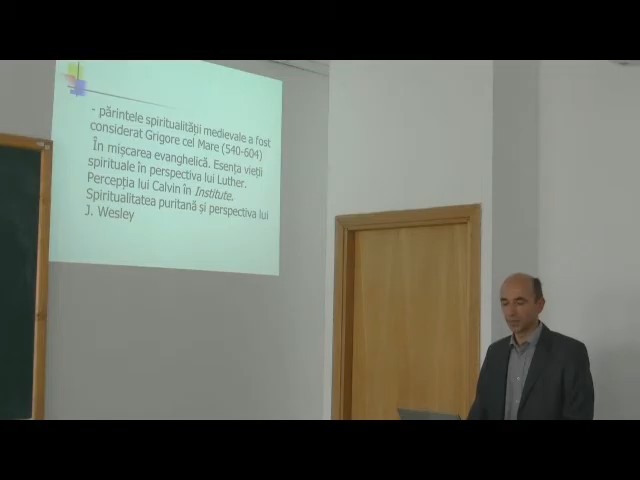 - părintele spiritualității medievale a fost
considerat Grigore cel Mare (540-604)
În mișcarea evanghelică. Esența vieții
spirituale în perspectiva lui Luther.
Percepția lui Calvin în Institute.
Spiritualitatea puritană și perspectiva lui
J. Wesley